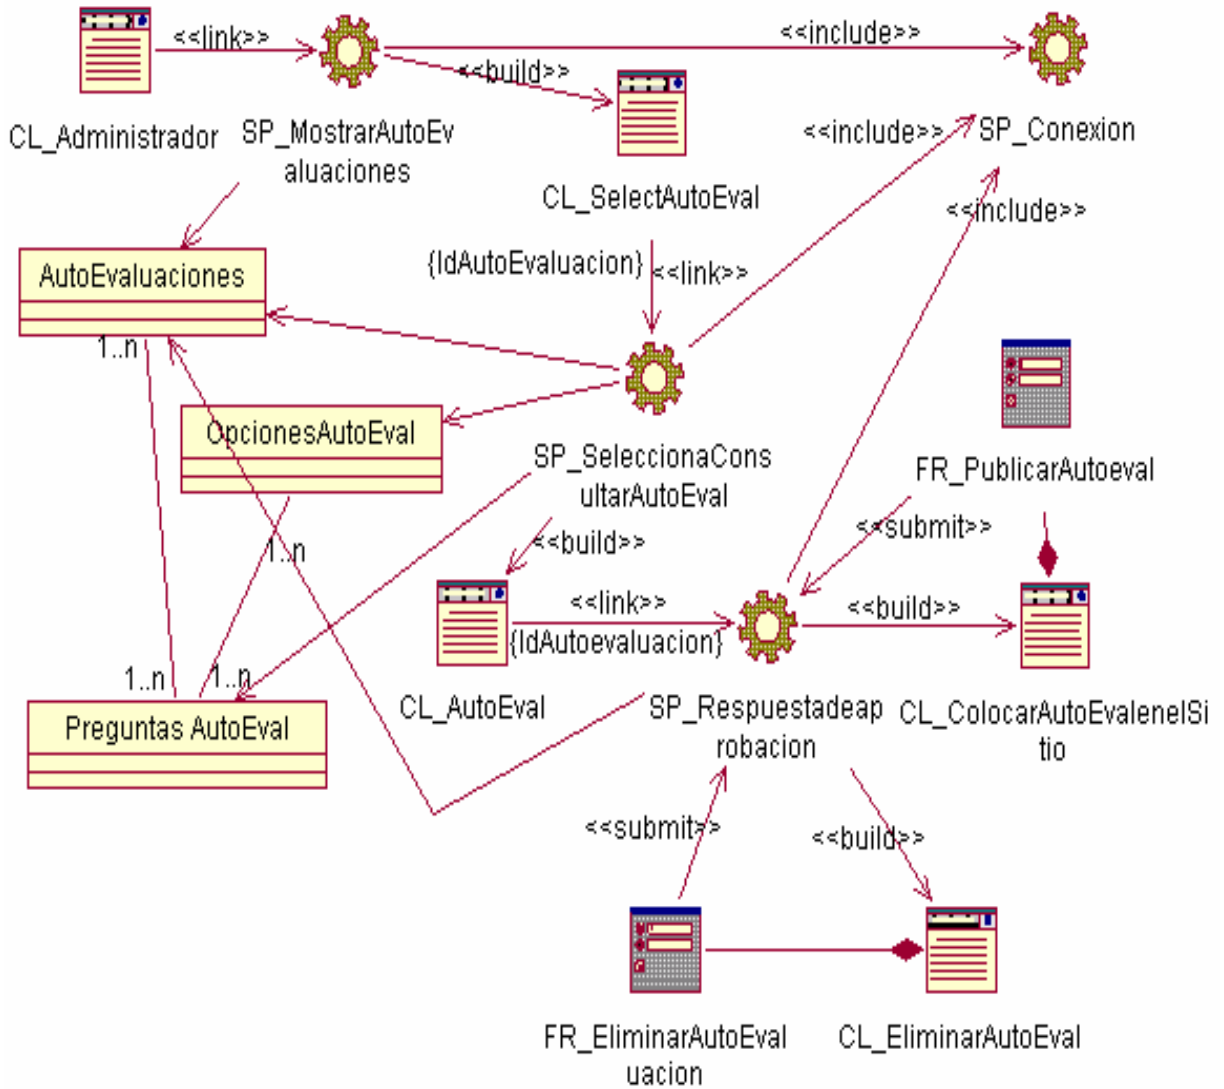 <<link>>
<<include>>
<<build>>
CL_Administrador
SP_MostrarAutoEv
aluaciones
<<include>>
SP_Conexion
CL_SelectAutoEval
<<include>>
AutoEvaluaciones
{IdAutoEvaluacion}
<<link>>
1..n
OpcionesAutoEval
SP_SeleccionaCons
ultarAutoEval
FR_PublicarAutoeval
<<submit>>
1..n
<<build>>
<<link>>
<<build>>
{IdAutoevaluacion}
1..n
1..n
CL_AutoEval
SP_Respuestadeap
robacion
CL_ColocarAutoEvalenelSi
tio
Preguntas AutoEval
<<submit>>
<<build>>
FR_EliminarAutoEval
uacion
CL_EliminarAutoEval